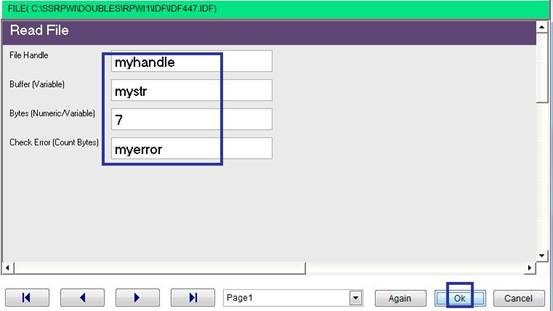 FILE( C:\SSRPWI\DOUBLES\RPWI1\IDF\IDF447.IDF)
Read File
File Handle myhandle
Buffer (Variable) mystr
Bytes (Numeric/Variable) 7
Check Error (Count Bytes) myerror
Page1 Again Ok Cancel